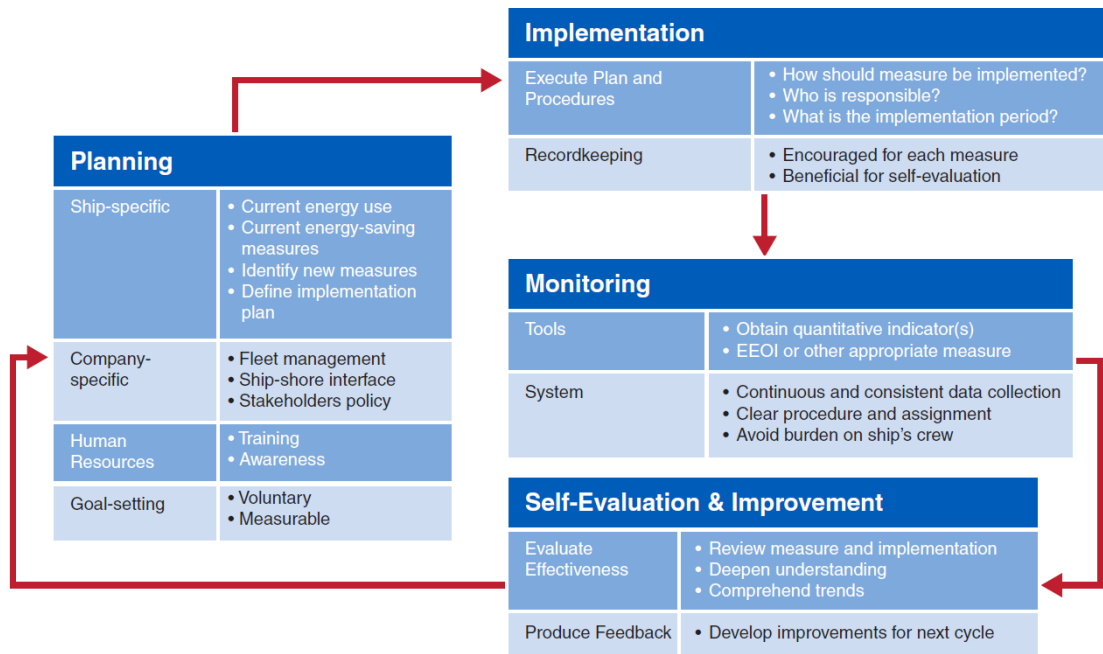 Planning
Ship-specific
• Current energy use
• Current energy-saving
measures
• Identify new measures
• Define implementation
plan
Company-
specific
• Fleet management
• Ship-shore interface
• Stakeholders policy
Human
Resources
• Training
• Awareness
Goal-setting
• Voluntary
• Measurable
Implementation
Execute Plan and
Procedures
• How should measure be implemented?
• Who is responsible?
• What is the implementation period?
Recordkeeping
• Encouraged for each measure
• Beneficial for self-evaluation
Monitoring
Tools
• Obtain quantitative indicator(s)
• EEOI or other appropriate measure
System
• Continuous and consistent data collection
• Clear procedure and assignment
• Avoid burden on ship's crew
Self-Evaluation & Improvement
Evaluate
Effectiveness
• Review measure and implementation
• Deepen understanding
• Comprehend trends
Produce Feedback
• Develop improvements for next cycle